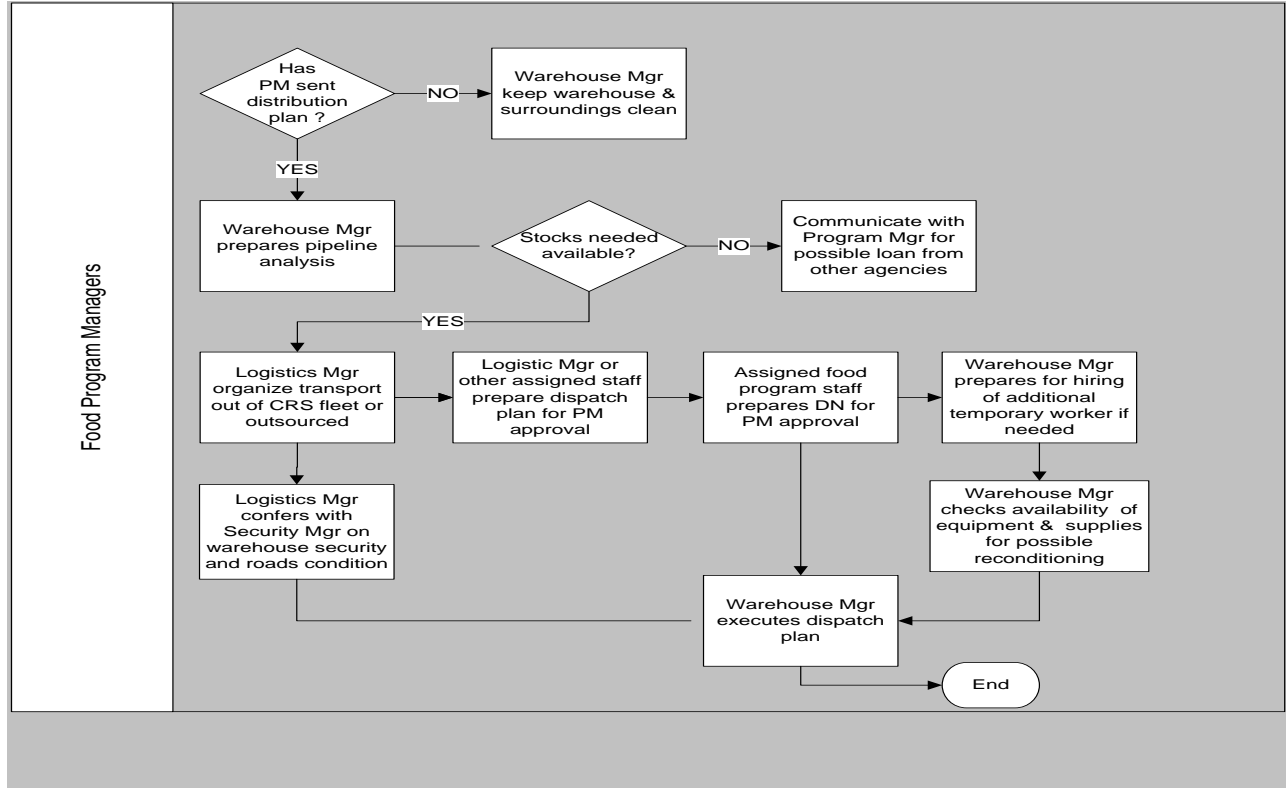 Food Program Managers
Has
PM sent
distribution
plan ?
NO
Warehouse Mgr
keep warehouse &
surroundings clean
YES
Warehouse Mgr
prepares pipeline
analysis
Stocks needed
available?
NO
Communicate with
Program Mgr for
possible loan from
other agencies
YES
Logistics Mgr
organize transport
out of CRS fleet or
outsourced
Logistic Mgr or
other assigned staff
prepare dispatch
plan for PM
approval
Assigned food
program staff
prepares DN for
PM approval
Warehouse Mgr
prepares for hiring
of additional
temporary worker if
needed
Logistics Mgr
confers with
Security Mgr on
warehouse security
and roads condition
Warehouse Mgr
checks availability of
equipment & supplies
for possible
reconditioning
Warehouse Mgr
executes dispatch
plan
End